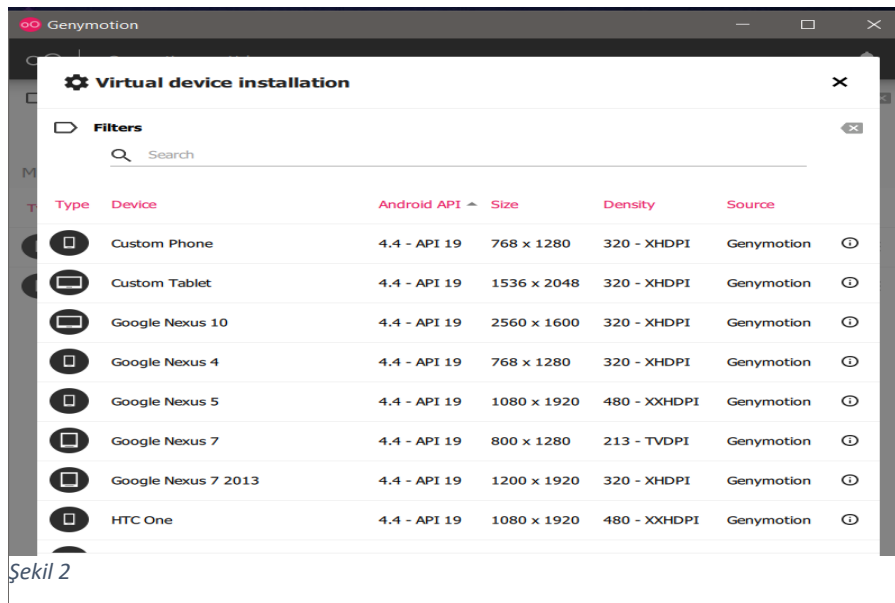 Genymotion
Virtual device installation
Filters
Search
Type Device Android API Size Density Source
Custom Phone 4.4 - API 19 768 x 1280 320 - XHDPI Genymotion
Custom Tablet 4.4 - API 19 1536 x 2048 320 - XHDPI Genymotion
Google Nexus 10 4.4 - API 19 2560 x 1600 320 - XHDPI Genymotion
Google Nexus 4 4.4 - API 19 768 x 1280 320 - XHDPI Genymotion
Google Nexus 5 4.4 - API 19 1080 x 1920 480 - XXHDPI Genymotion
Google Nexus 7 4.4 - API 19 800 x 1280 213 - TVDPI Genymotion
Google Nexus 7 2013 4.4 - API 19 1200 x 1920 320 - XHDPI Genymotion
HTC One 4.4 - API 19 1080 x 1920 480 - XXHDPI Genymotion
Şekil 2